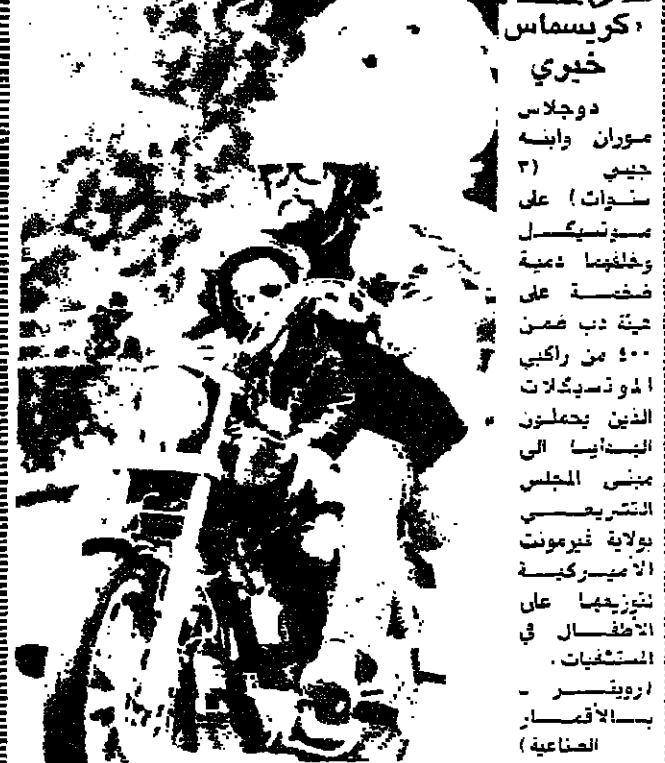 «كريسماس
خيري
دوجلاس
موران وابنه
جيمي (٣
سنوات) على
موتسيكل
وخلفهما دمية
ضخمة على
هيئة دب ضمن
٤٠٠ من راكبي
الموتسيكلات
الذين يحملون
الهدايا الى
مبنى المجلس
التشريعي
بولاية فيرمونت
الأميركية
لتوزيعها على
الاطفال في
المستشفيات.
(رويتر -
بالأقمار
الصناعية)